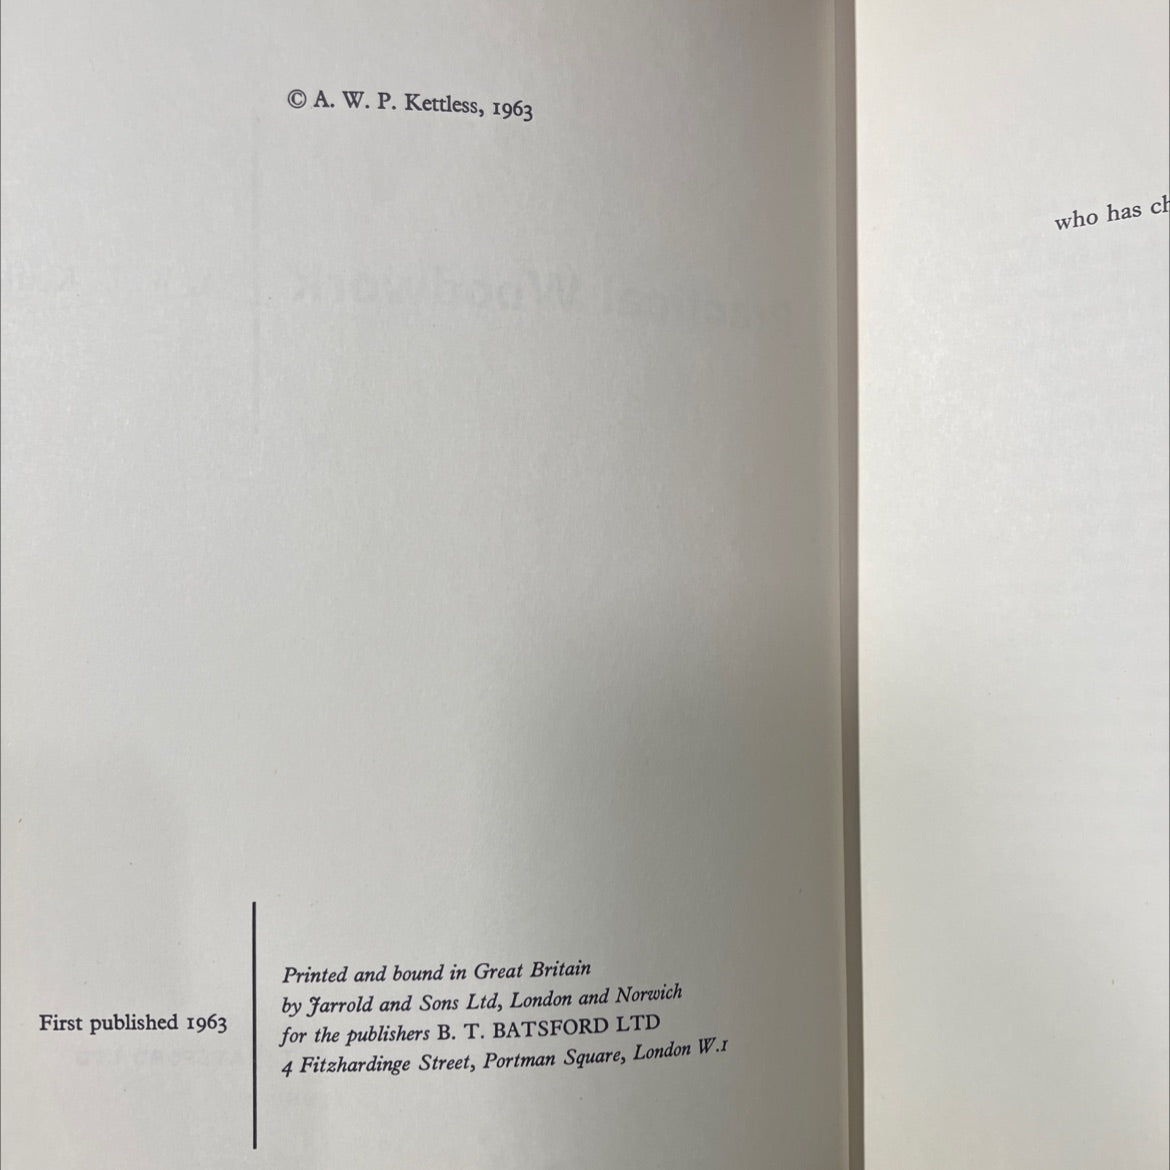 © A. W. P. Kettless, 1963
who has ch
First published 1963
Printed and bound in Great Britain
by Jarrold and Sons Ltd, London and Norwich
for the publishers B. T. BATSFORD LTD
4 Fitzhardinge Street, Portman Square, London W.1